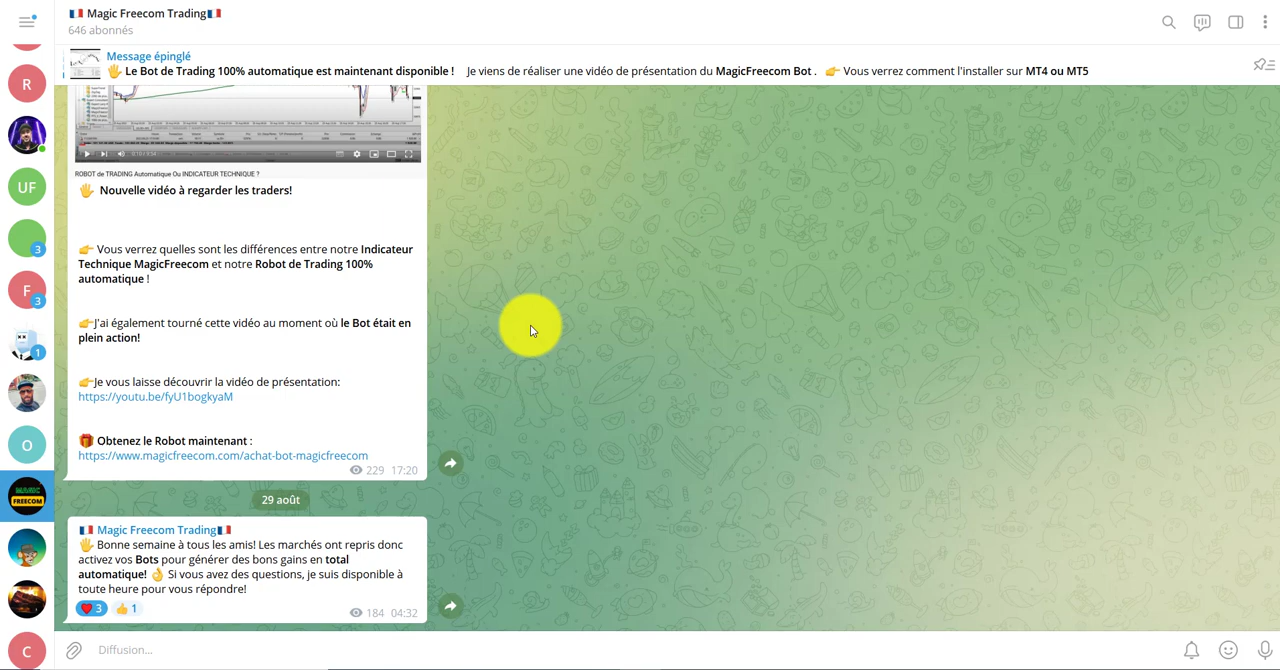 🇫🇷 Magic Freecom Trading🇫🇷
646 abonnés
Message épinglé
🖐 Le Bot de Trading 100% automatique est maintenant disponible ! Je viens de réaliser une vidéo de présentation du MagicFreecom Bot . 👉 Vous verrez comment l'installer sur MT4 ou MT5
R
UF
3
F
3
1
O
MAGIC
FREECOM
C
ROBOT de TRADING Automatique Ou INDICATEUR TECHNIQUE ?
🖐 Nouvelle vidéo à regarder les traders!
👉 Vous verrez quelles sont les différences entre notre Indicateur
Technique MagicFreecom et notre Robot de Trading 100%
automatique !
👉J'ai également tourné cette vidéo au moment où le Bot était en
plein action!
👉Je vous laisse découvrir la vidéo de présentation:
https://youtu.be/fyU1bogkyaM
🎁 Obtenez le Robot maintenant :
https://www.magicfreecom.com/achat-bot-magicfreecom
229 17:20
29 août
🇫🇷 Magic Freecom Trading🇫🇷
🖐 Bonne semaine à tous les amis! Les marchés ont repris donc
activez vos Bots pour générer des bons gains en total
automatique! 👌 Si vous avez des questions, je suis disponible à
toute heure pour vous répondre!
❤️ 3 👍 1 184 04:32
Diffusion...